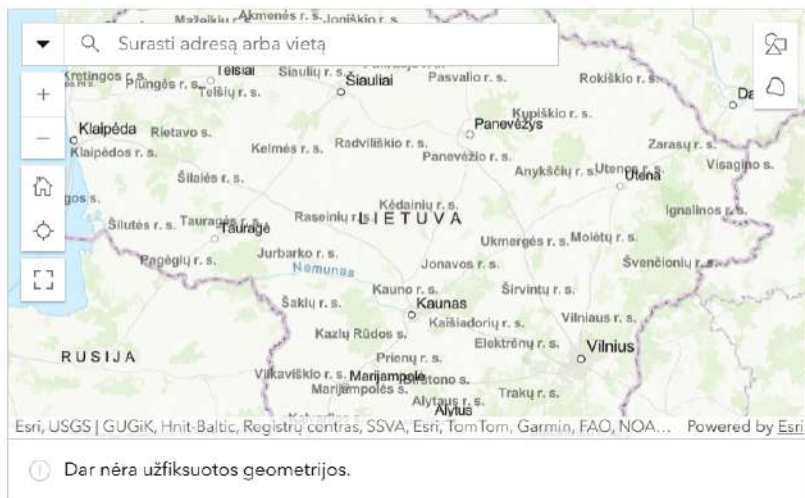 Mažeikių r. s.
Akmenės r. s.
Joniškio r. s.
Surasti adresą arba vietą
Kretingos r. s.
Plungės r. s.
Telšiai
Telšių r. s.
Šiaulių r. s.
Šiauliai
Pasvalio r. s.
Rokiškio r. s.
Da
Kupiškio r. s.
Panevėžys
Klaipėda
Rietavo s.
Klaipėdos r. s.
Kelmės r. s.
Radviliškio r. s.
Panevėžio r. s.
Zarasų r. s.
Visagino s.
Anykščių r. s.
Utenos r. s.
Utena
Šilalės r. s.
Kėdainių r. s.
Ignalinos r. s.
Šilutės r. s.
Tauragės r. s.
Tauragė
Raseinių r. s.
LIETUVA
Ukmergės r. s.
Molėtų r. s.
Pagėgių r. s.
Jurbarko r. s.
Nemunas
Jonavos r. s.
Švenčionių r. s.
Šakių r. s.
Kauno r. s.
Širvintų r. s.
Kaunas
Kaišiadorių r. s.
Vilniaus r. s.
Kazlų Rūdos s.
Elektrėnų r. s.
Vilnius
RUSIJA
Prienų r. s.
Vilkaviškio r. s.
Marijampolė
Birštono s.
Marijampolės s.
Trakų r. s.
Alytaus r. s.
Alytus
Esri, USGS | GUGiK, Hnit-Baltic, Registrų centras, SSVA, Esri, TomTom, Garmin, FAO, NOA... Powered by Esri
Dar nėra užfiksuotos geometrijos.